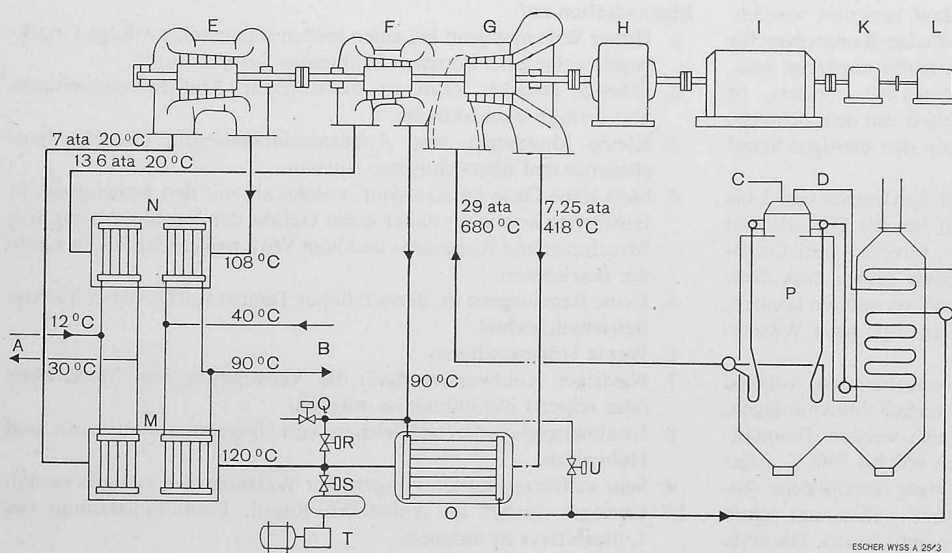 E F G H J K L
7 ata 20°C
13.6 ata 20°C
N
29 ata
680°C
7,25 ata
418°C
C D
108°C
12°C
40°C
P
A
30°C
90°C
B
90°C
Q
M
R
120°C
S
U
O
T
ESCHER WYSS A 2573